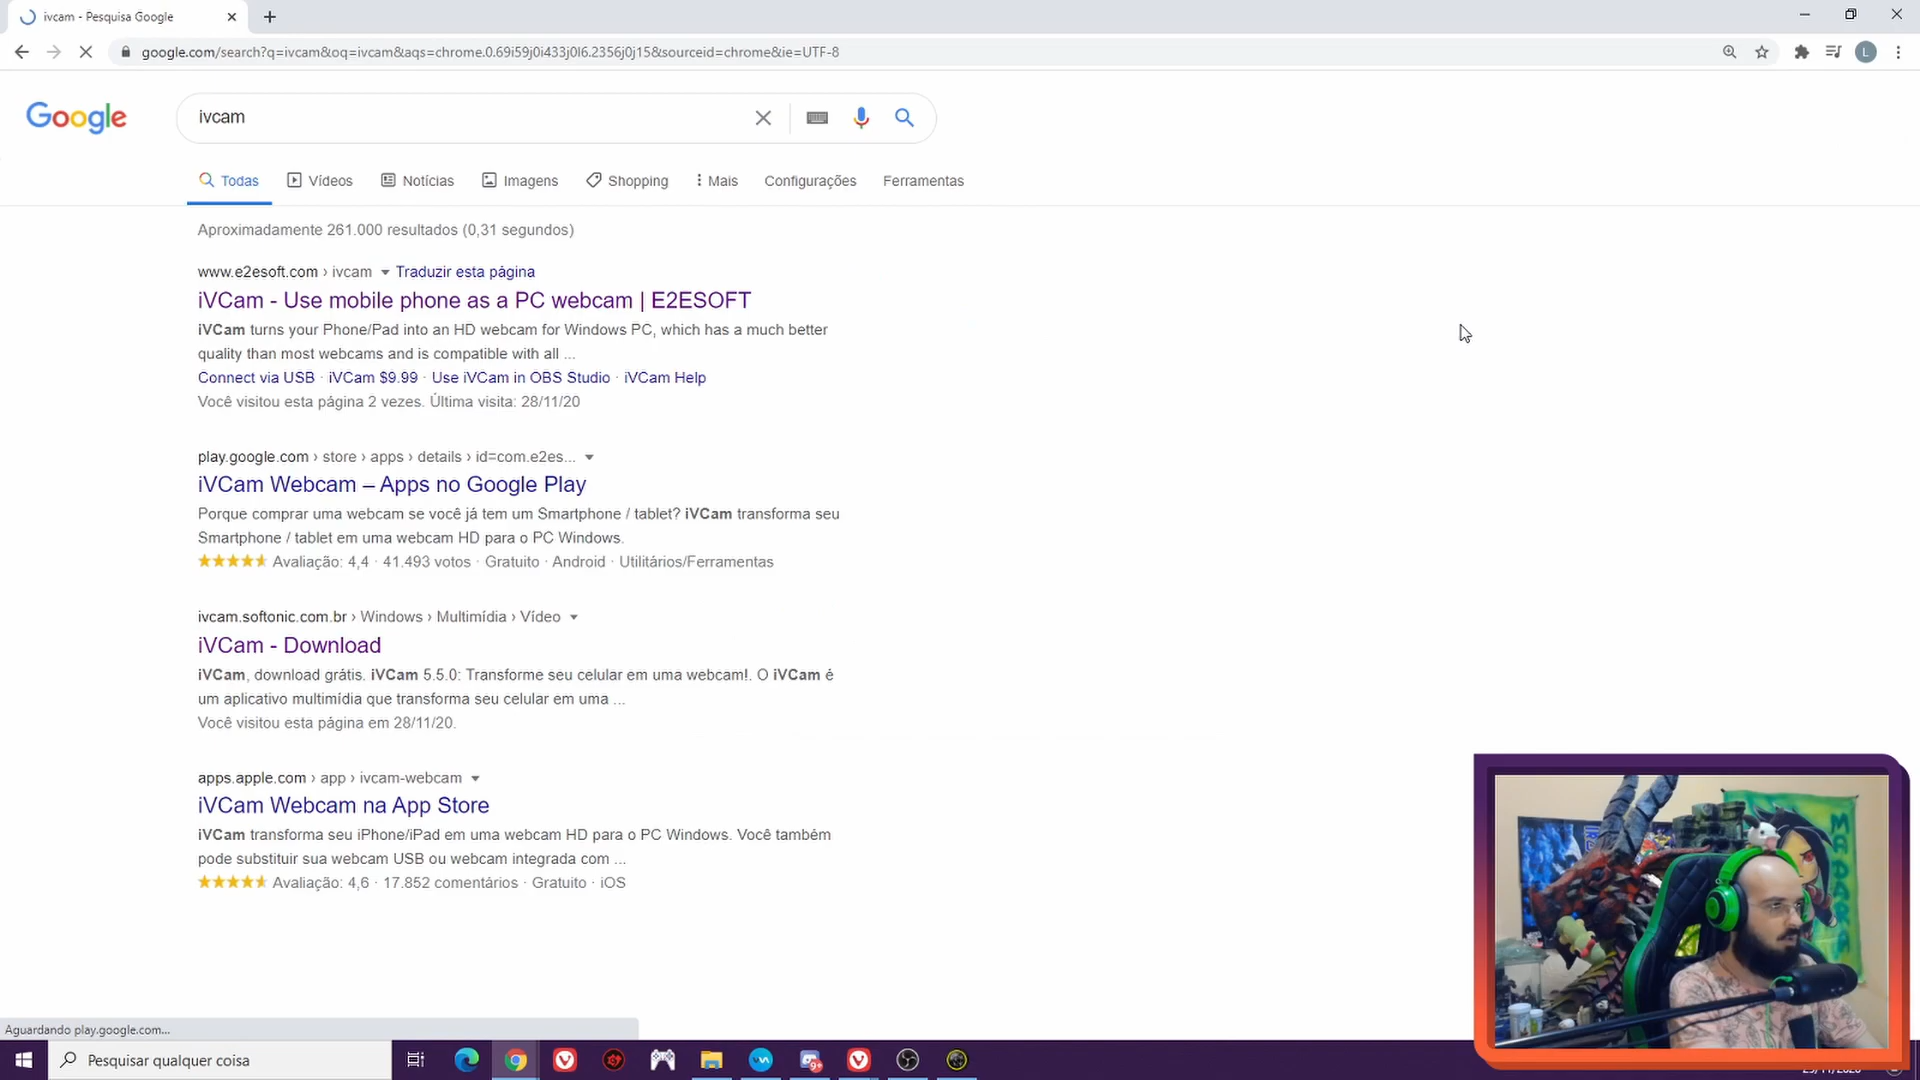 ivcam - Pesquisa Google
google.com/search?q=ivcam&oq=ivcam&aqs=chrome.0.69i59j0i433j0l6.2356j0j15&sourceid=chrome&ie=UTF-8
L
Google
ivcam
Todas Vídeos Notícias Imagens Shopping Mais Configurações Ferramentas
Aproximadamente 261.000 resultados (0,31 segundos)
www.e2esoft.com › ivcam Traduzir esta página
iVCam - Use mobile phone as a PC webcam | E2ESOFT
iVCam turns your Phone/Pad into an HD webcam for Windows PC, which has a much better
quality than most webcams and is compatible with all ...
Connect via USB · iVCam $9.99 · Use iVCam in OBS Studio · iVCam Help
Você visitou esta página 2 vezes. Última visita: 28/11/20
play.google.com › store › apps › details › id=com.e2es...
iVCam Webcam – Apps no Google Play
Porque comprar uma webcam se você já tem um Smartphone / tablet? iVCam transforma seu
Smartphone / tablet em uma webcam HD para o PC Windows.
Avaliação: 4,4 · 41.493 votos · Gratuito · Android · Utilitários/Ferramentas
ivcam.softonic.com.br › Windows › Multimídia › Vídeo
iVCam - Download
iVCam, download grátis. iVCam 5.5.0: Transforme seu celular em uma webcam!. O iVCam é
um aplicativo multimídia que transforma seu celular em uma ...
Você visitou esta página em 28/11/20.
apps.apple.com › app › ivcam-webcam
iVCam Webcam na App Store
iVCam transforma seu iPhone/iPad em uma webcam HD para o PC Windows. Você também
pode substituir sua webcam USB ou webcam integrada com ...
Avaliação: 4,6 · 17.852 comentários · Gratuito · iOS
MADARA
Aguardando play.google.com...
Pesquisar qualquer coisa